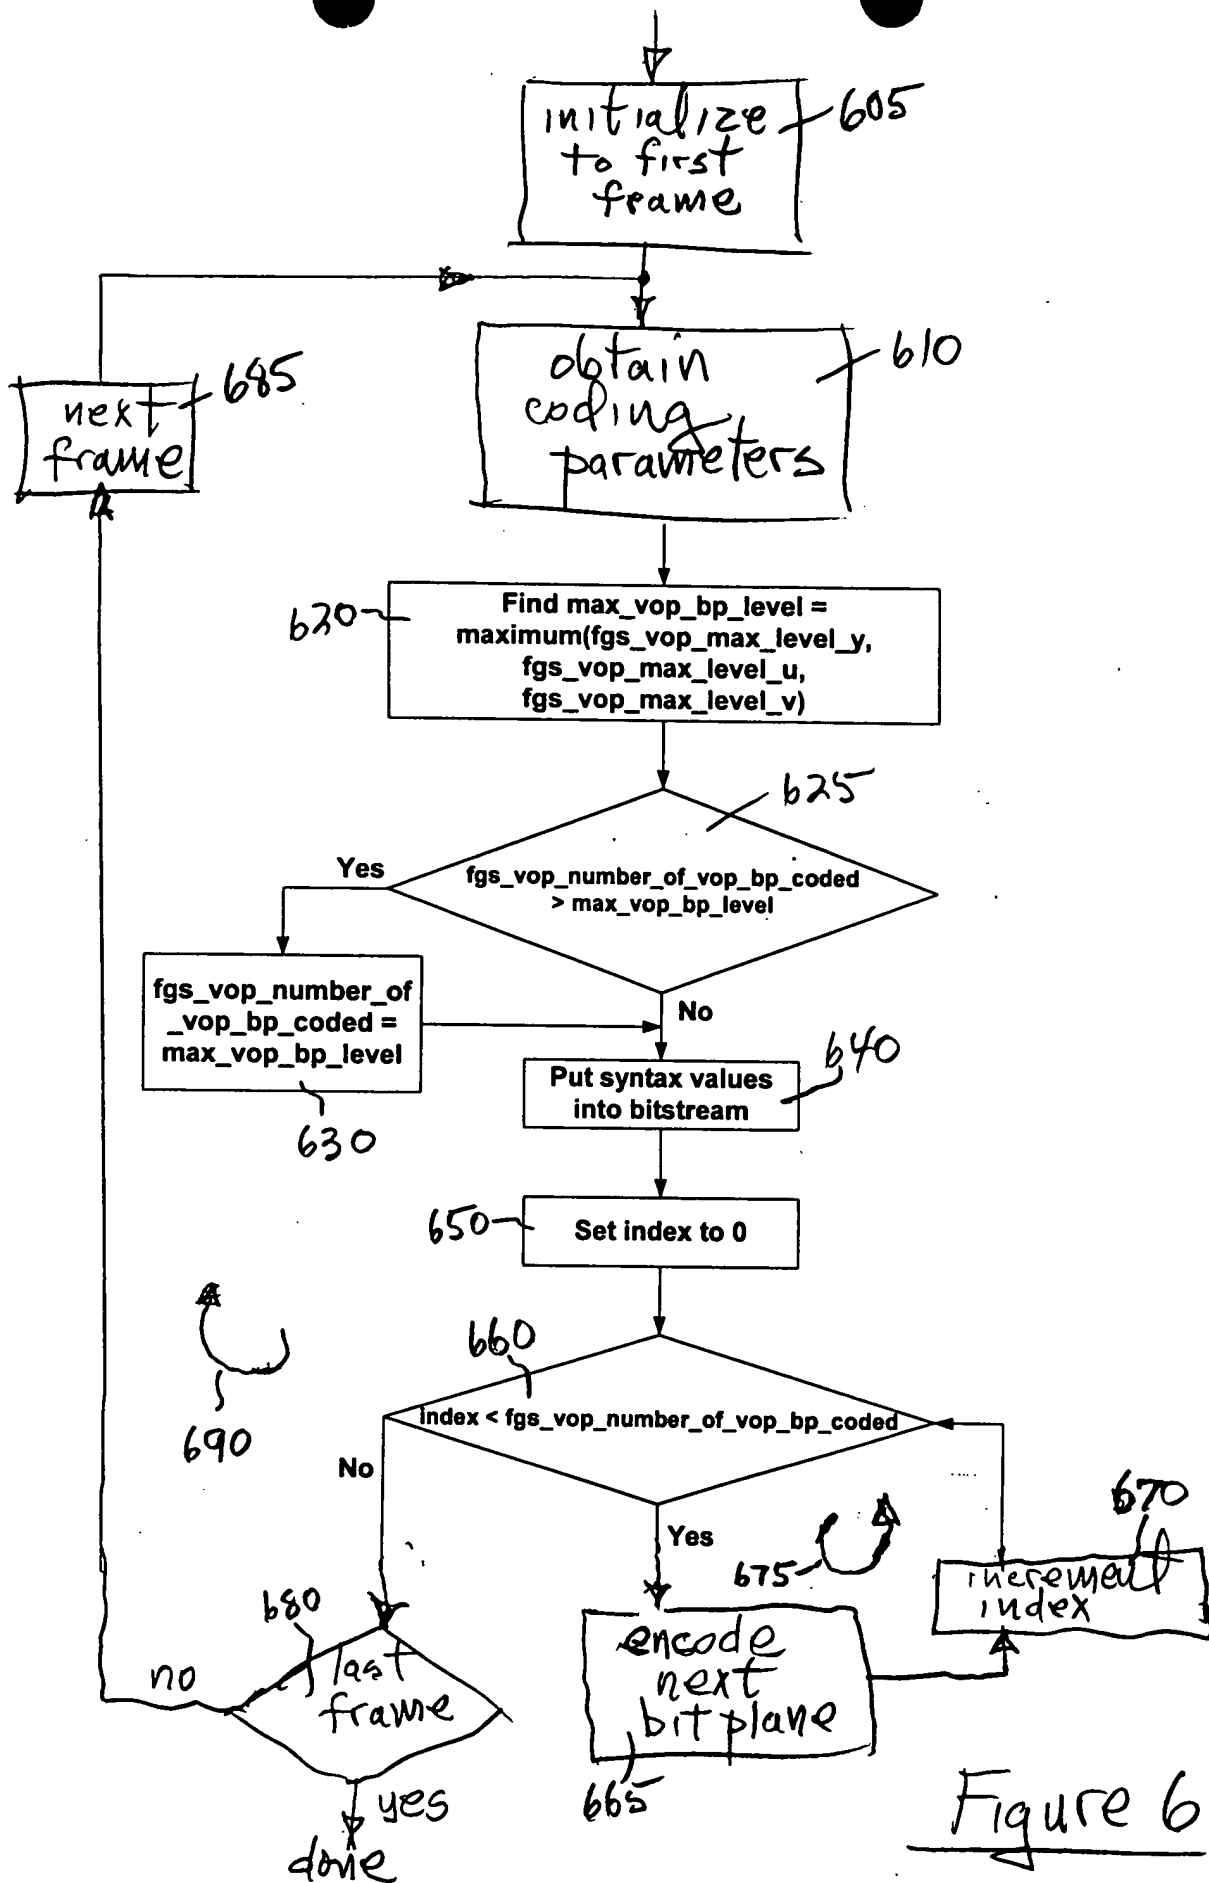 initialize
to first
frame
605
obtain
coding
parameters
610
next
frame
685
Find max_vop_bp_level =
maximum(fgs_vop_max_level_y,
fgs_vop_max_level_u,
fgs_vop_max_level_v)
620
625
fgs_vop_number_of_vop_bp_coded
> max_vop_bp_level
Yes
No
fgs_vop_number_of
_vop_bp_coded =
max_vop_bp_level
630
Put syntax values
into bitstream
640
650
Set index to 0
660
index < fgs_vop_number_of_vop_bp_coded
690
No
Yes
675
670
increment
index
680
last
frame
no
yes
done
encode
next
bit plane
665
Figure 6